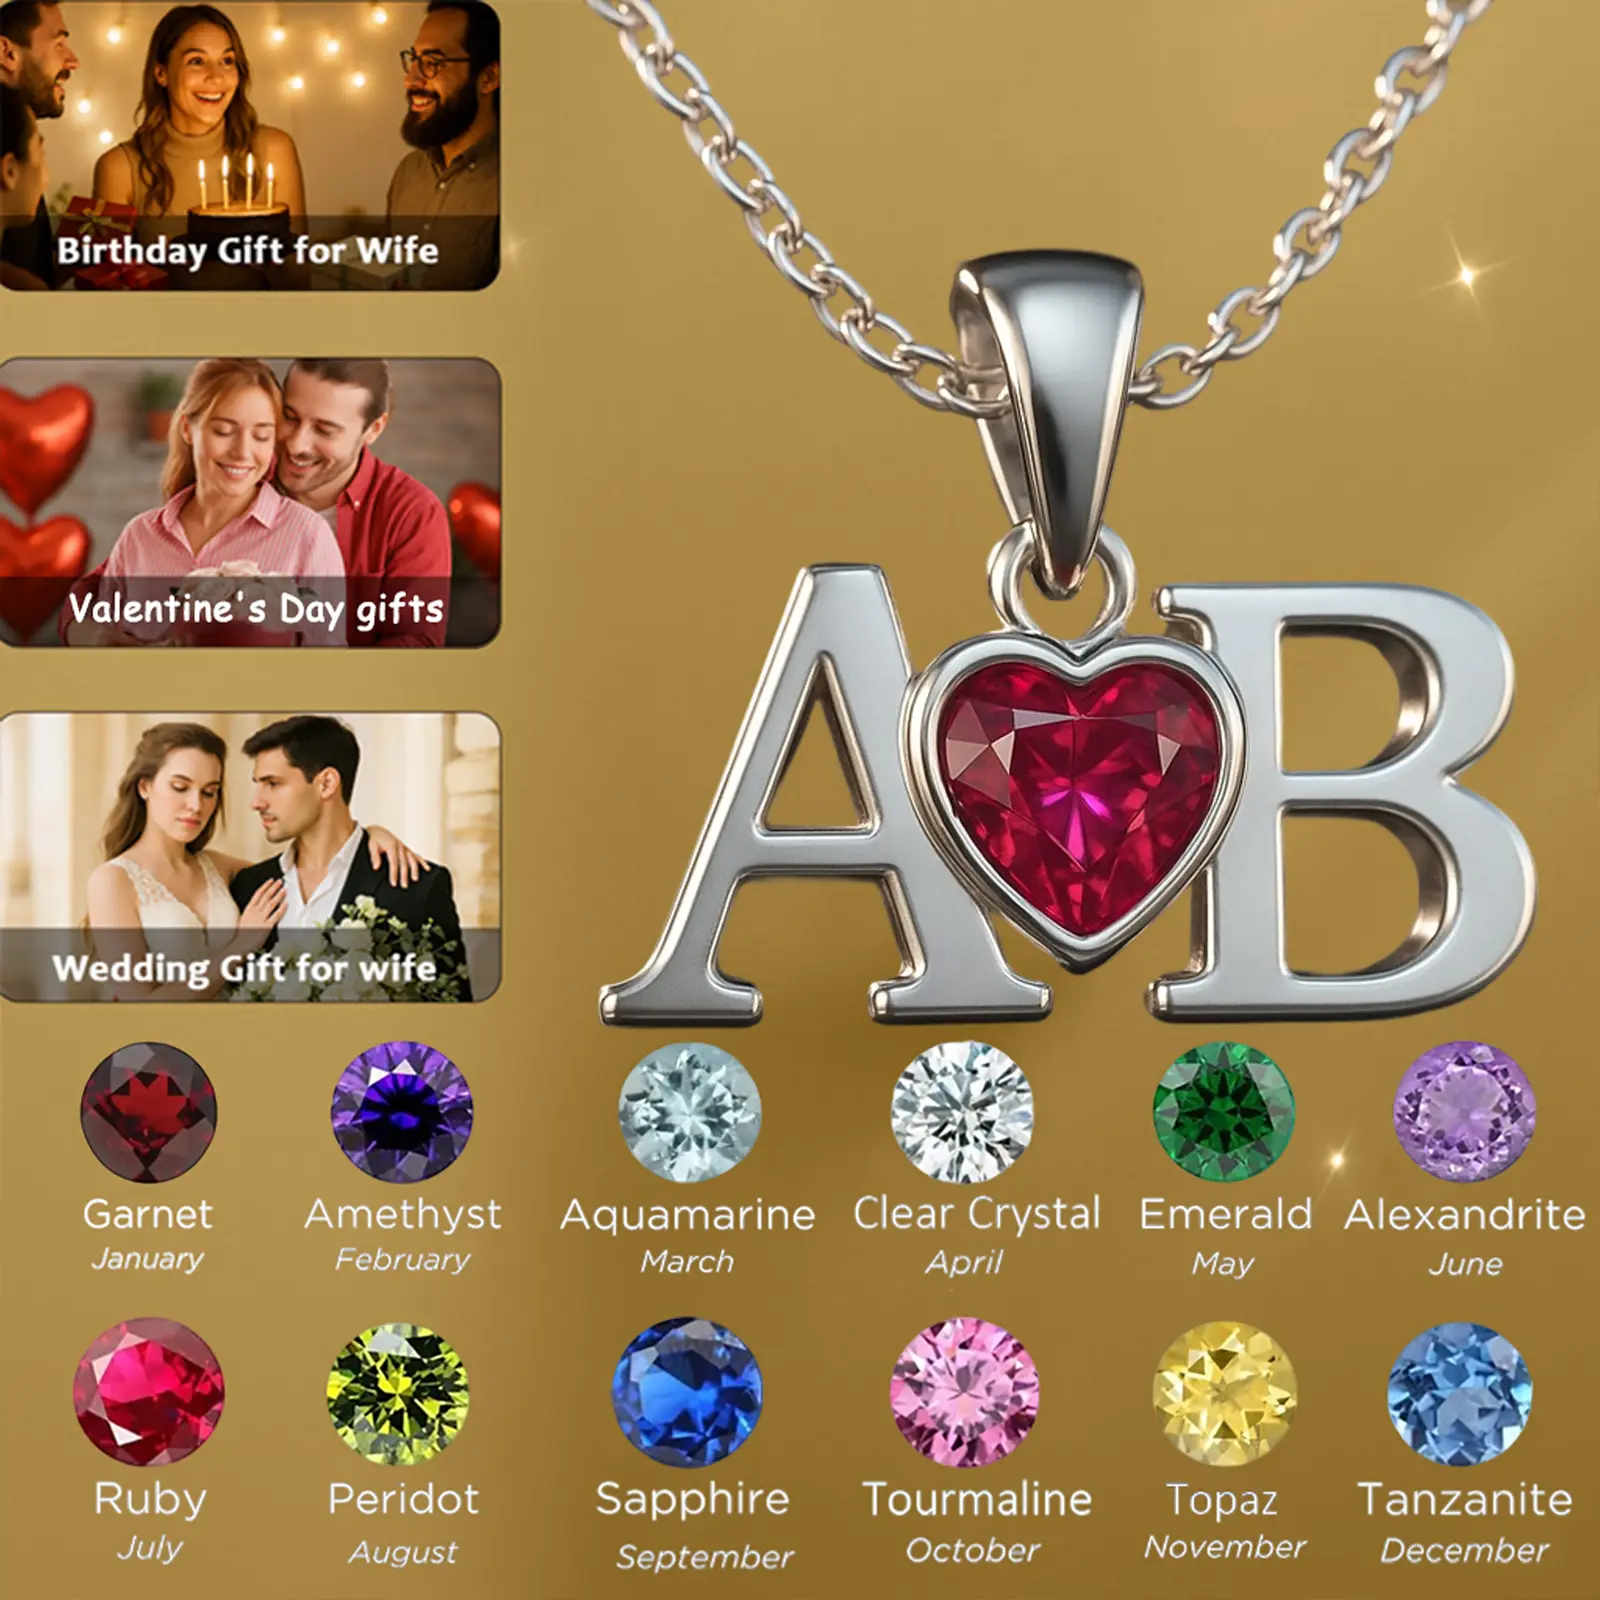 Birthday Gift for Wife
Valentine's Day gifts
Wedding Gift for wife
A B
Garnet
January
Amethyst
February
Aquamarine
March
Clear Crystal
April
Emerald
May
Alexandrite
June
Ruby
July
Peridot
August
Sapphire
September
Tourmaline
October
Topaz
November
Tanzanite
December